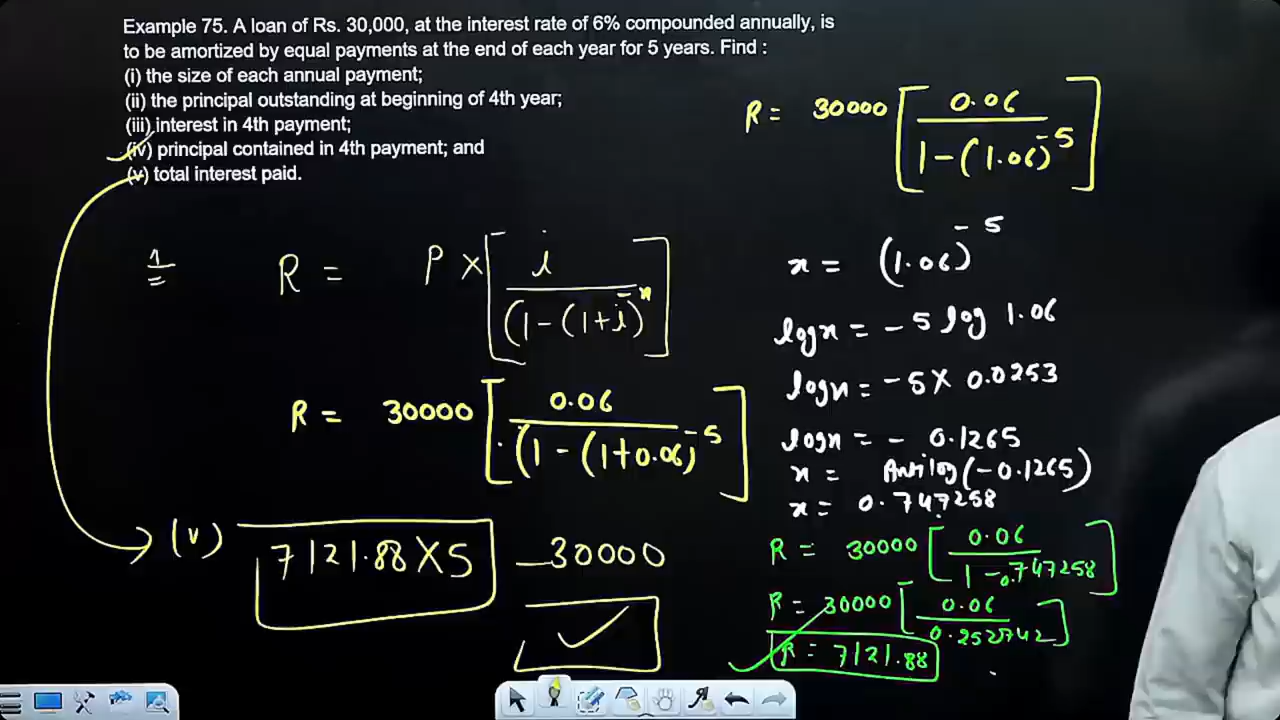 Example 75. A loan of Rs. 30,000, at the interest rate of 6% compounded annually, is
to be amortized by equal payments at the end of each year for 5 years. Find :
(i) the size of each annual payment;
(ii) the principal outstanding at beginning of 4th year;
(iii) interest in 4th payment;
(iv) principal contained in 4th payment; and
(v) total interest paid.
1 R = P × [ i / (1 - (1+i)^-n ]
R = 30000 [ 0.06 / (1 - (1+0.06)^-5 ]
(v) 7121.88 × 5 - 30000
R = 30000 [ 0.06 / 1 - (1.06)^-5 ]
x = (1.06)^-5
log x = - 5 log 1.06
log x = - 5 × 0.0253
log x = - 0.1265
x = Antilog (-0.1265)
x = 0.747258
R = 30000 [ 0.06 / 1 - 0.747258 ]
R = 30000 [ 0.06 / 0.252742 ]
R = 7121.88